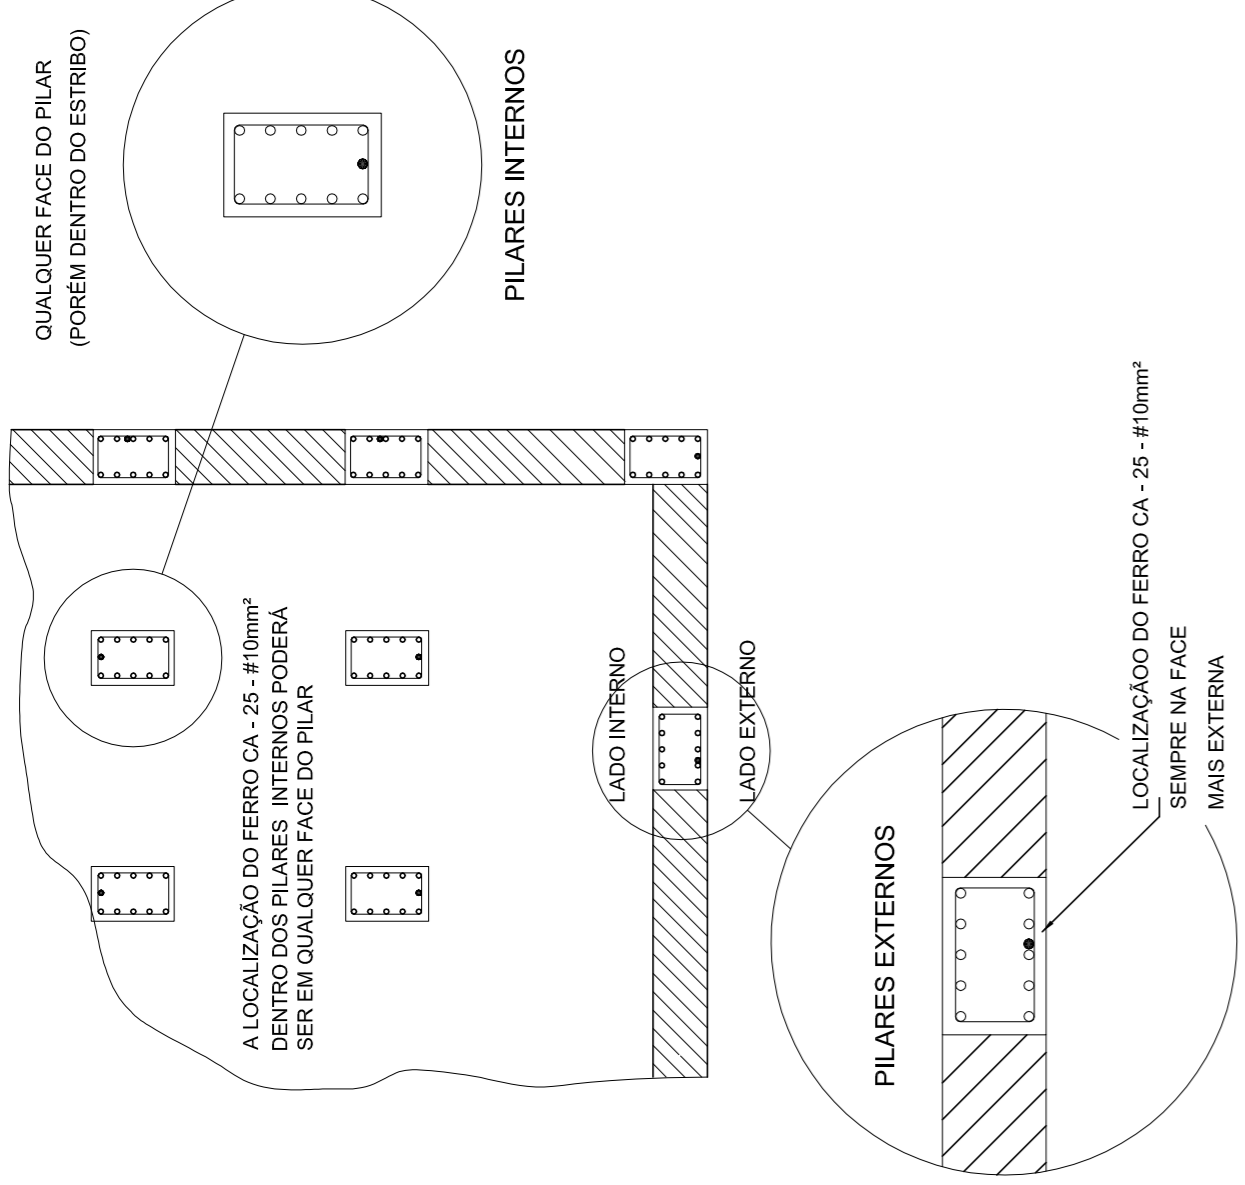 QUALQUER FACE DO PILAR
(PORÉM DENTRO DO ESTRIBO)
PILARES INTERNOS
A LOCALIZAÇÃO DO FERRO CA - 25 - #10mm²
DENTRO DOS PILARES INTERNOS PODERÁ
SER EM QUALQUER FACE DO PILAR
LADO INTERNO
LADO EXTERNO
PILARES EXTERNOS
LOCALIZAÇÃOO DO FERRO CA - 25 - #10mm²
SEMPRE NA FACE
MAIS EXTERNA